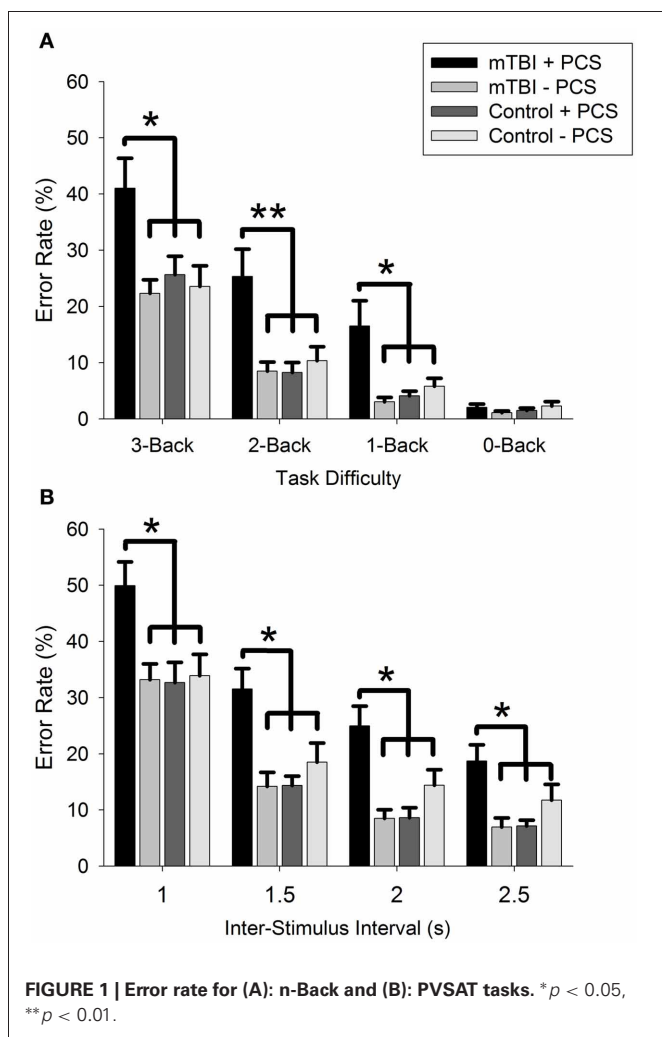 A
mTBI + PCS
mTBI - PCS
Control + PCS
Control - PCS
60
50
40
30
20
10
0
Error Rate (%)
*
**
*
3-Back 2-Back 1-Back 0-Back
Task Difficulty
B
60
50
40
30
20
10
0
Error Rate (%)
*
*
*
*
1 1.5 2 2.5
Inter-Stimulus Interval (s)
FIGURE 1 | Error rate for (A): n-Back and (B): PVSAT tasks. *p < 0.05,
**p < 0.01.